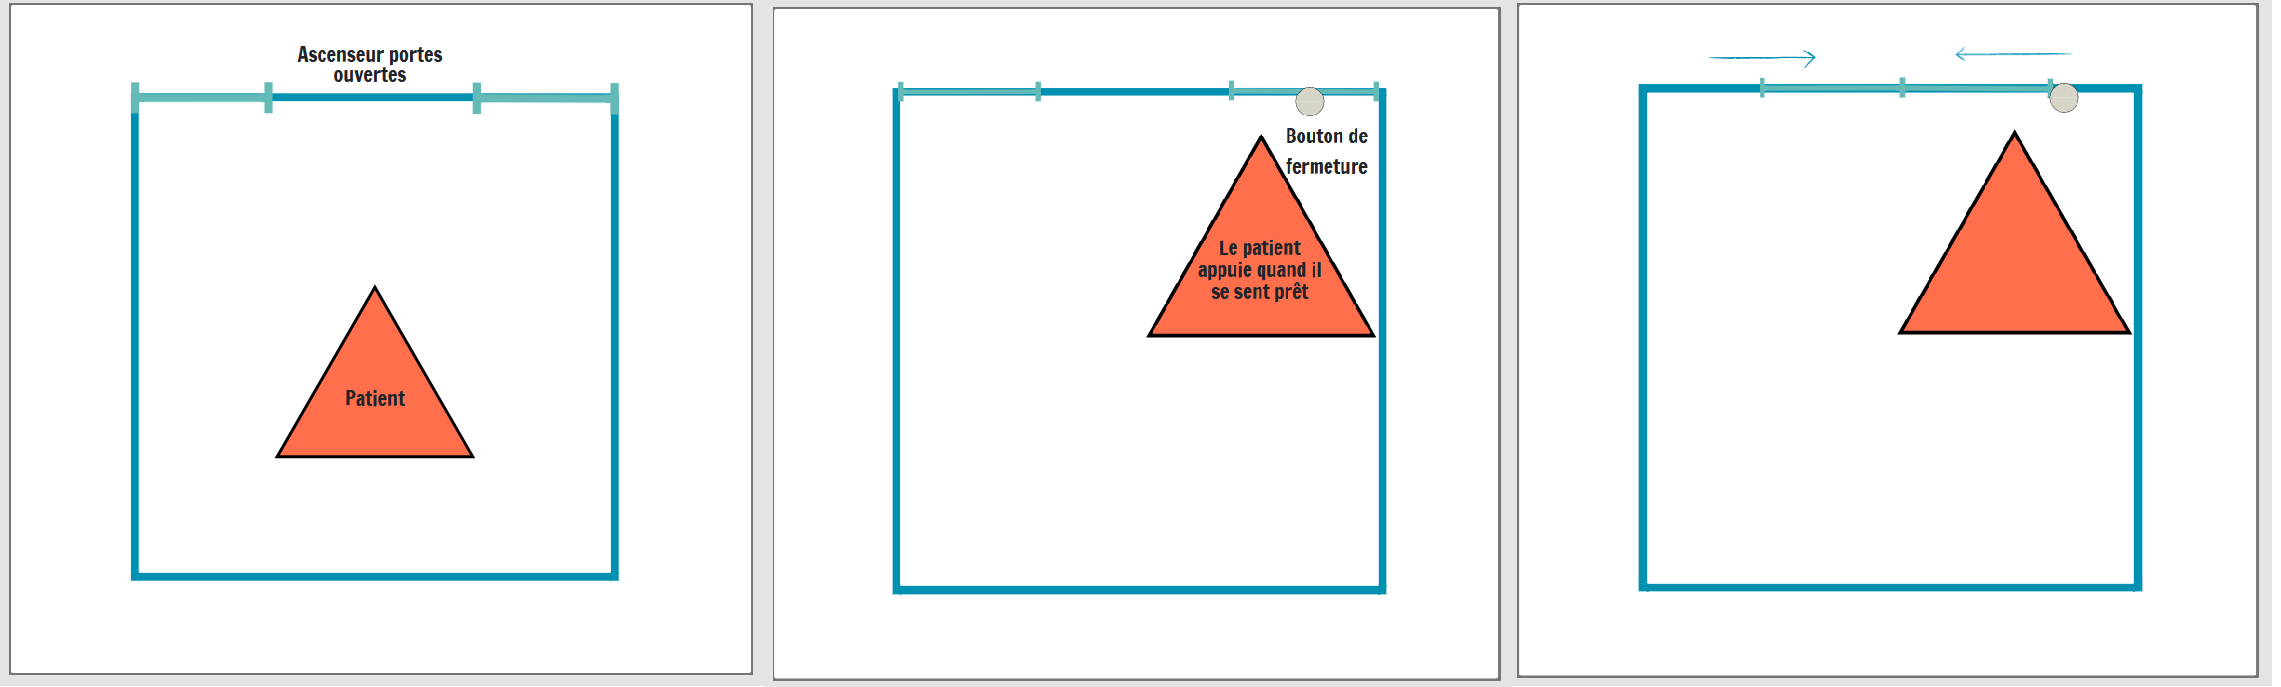 Ascenseur portes
ouvertes
Patient
Bouton de
fermeture
Le patient
appuie quand il
se sent prêt